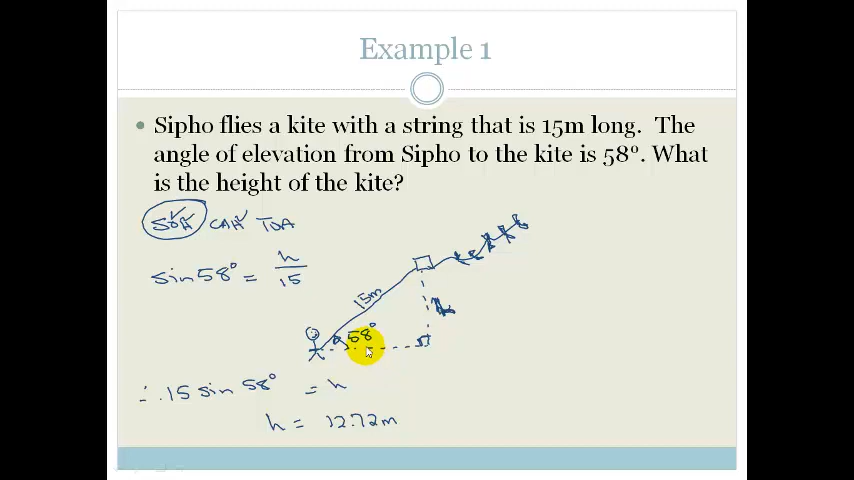 Example 1
Sipho flies a kite with a string that is 15m long. The
angle of elevation from Sipho to the kite is 58°. What
is the height of the kite?
SOH CAH TOA
sin58° = h/15
15m
h
58°
∴ 15 sin 58° = h
h = 12.72m